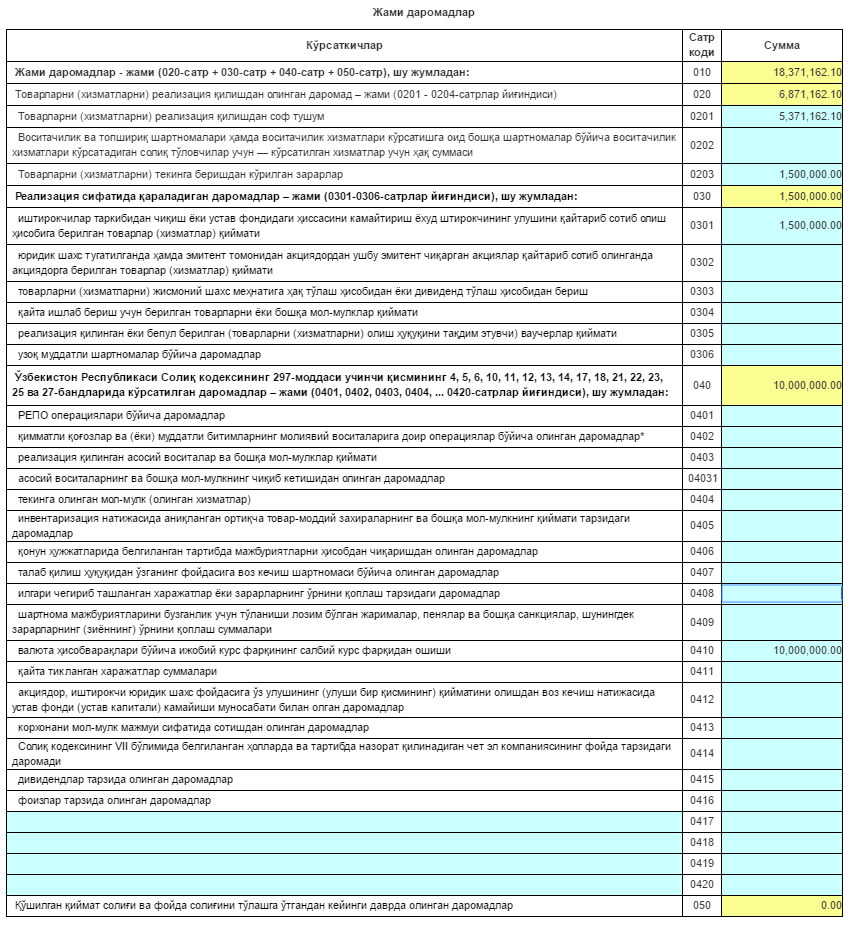 Жами даромадлар
Кўрсаткичлар
Сатр
коди
Сумма
Жами даромадлар - жами (020-сатр + 030-сатр + 040-сатр + 050-сатр), шу жумладан: 010 18,371,162.10
Товарларни (хизматларни) реализация қилишдан олинган даромад – жами (0201 - 0204-сатрлар йиғиндиси) 020 6,871,162.10
Товарларни (хизматларни) реализация қилишдан соф тушум 0201 5,371,162.10
Воситачилик ва топшириқ шартномалари ҳамда воситачилик хизматлари кўрсатишга оид бошқа шартномалар бўйича воситачилик
хизматлари кўрсатадиган солиқ тўловчилар учун — кўрсатилган хизматлар учун ҳақ суммаси 0202
Товарларни (хизматларни) текинга беришдан кўрилган зарарлар 0203 1,500,000.00
Реализация сифатида қараладиган даромадлар – жами (0301-0306-сатрлар йиғиндиси), шу жумладан: 030 1,500,000.00
иштирокчилар таркибидан чиқиш ёки устав фондидаги ҳиссасини камайтириш ёхуд штирокчининг улушини қайтариб сотиб олиш
ҳисобига берилган товарлар (хизматлар) қиймати 0301 1,500,000.00
юридик шахс тугатилганда ҳамда эмитент томонидан акциядордан ушбу эмитент чиқарган акциялар қайтариб сотиб олинганда
акциядорга берилган товарлар (хизматлар) қиймати 0302
товарларни (хизматларни) жисмоний шахс меҳнатига ҳақ тўлаш ҳисобидан ёки дивиденд тўлаш ҳисобидан бериш 0303
қайта ишлаб бериш учун берилган товарларни ёки бошқа мол-мулклар қиймати 0304
реализация қилинган ёки бепул берилган (товарларни (хизматларни) олиш ҳуқуқини тақдим этувчи) ваучерлар қиймати 0305
узоқ муддатли шартномалар бўйича даромадлар 0306
Ўзбекистон Республикаси Солиқ кодексининг 297-моддаси учинчи қисмининг 4, 5, 6, 10, 11, 12, 13, 14, 17, 18, 21, 22, 23,
25 ва 27-бандларида кўрсатилган даромадлар – жами (0401, 0402, 0403, 0404, ... 0420-сатрлар йиғиндиси), шу жумладан: 040 10,000,000.00
РЕПО операциялари бўйича даромадлар 0401
қимматли қоғозлар ва (ёки) муддатли битимларнинг молиявий воситаларига доир операциялар бўйича олинган даромадлар* 0402
реализация қилинган асосий воситалар ва бошқа мол-мулклар қиймати 0403
асосий воситаларнинг ва бошқа мол-мулкнинг чиқиб кетишидан олинган даромадлар 04031
текинга олинган мол-мулк (олинган хизматлар) 0404
инвентаризация натижасида аниқланган ортиқча товар-моддий захираларнинг ва бошқа мол-мулкнинг қиймати тарзидаги
даромадлар 0405
қонун ҳужжатларида белгиланган тартибда мажбуриятларни ҳисобдан чиқаришдан олинган даромадлар 0406
талаб қилиш ҳуқуқидан ўзганинг фойдасига воз кечиш шартномаси бўйича олинган даромадлар 0407
илгари чегириб ташланган харажатлар ёки зарарларнинг ўрнини қоплаш тарзидаги даромадлар 0408
шартнома мажбуриятларини бузганлик учун тўланиши лозим бўлган жарималар, пенялар ва бошқа санкциялар, шунингдек
зарарларнинг (зиённинг) ўрнини қоплаш суммалари 0409
валюта ҳисобварақлари бўйича ижобий курс фарқининг салбий курс фарқидан ошиши 0410 10,000,000.00
қайта тикланган харажатлар суммалари 0411
акциядор, иштирокчи юридик шахс фойдасига ўз улушининг (улуши бир қисмининг) қийматини олишдан воз кечиш натижасида
устав фонди (устав капитали) камайиши муносабати билан олган даромадлар 0412
корхонани мол-мулк мажмуи сифатида сотишдан олинган даромадлар 0413
Солиқ кодексининг VII бўлимида белгиланган ҳолларда ва тартибда назорат қилинадиган чет эл компаниясининг фойда тарзидаги
даромади 0414
дивидендлар тарзида олинган даромадлар 0415
фоизлар тарзида олинган даромадлар 0416
0417
0418
0419
0420
Қўшилган қиймат солиғи ва фойда солиғини тўлашга ўтгандан кейинги даврда олинган даромадлар 050 0.00